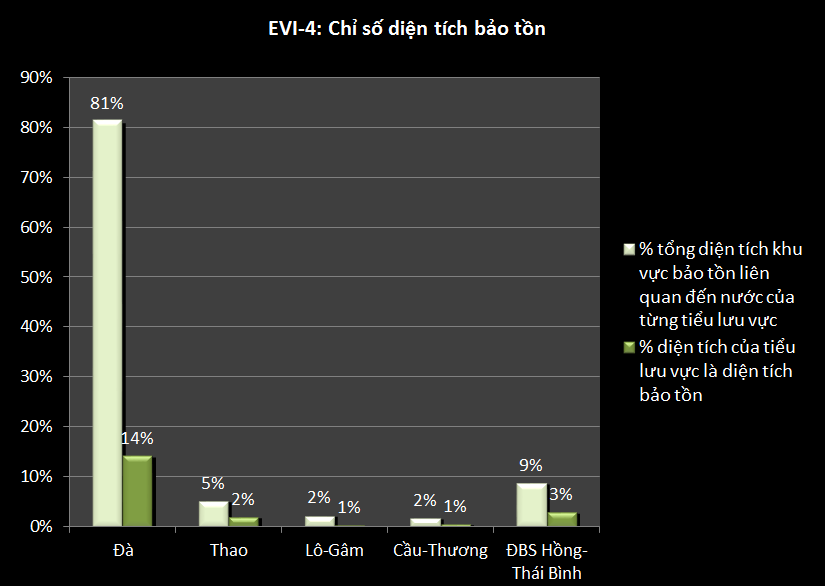 EVI-4: Chỉ số diện tích bảo tồn
90%
80%
70%
60%
50%
40%
30%
20%
10%
0%
81%
14%
5%
2%
2%
1%
2%
1%
9%
3%
Đà
Thao
Lô-Gâm
Cầu-Thương
ĐBS Hồng-
Thái Bình
% tổng diện tích khu
vực bảo tồn liên
quan đến nước của
từng tiểu lưu vực
% diện tích của tiểu
lưu vực là diện tích
bảo tồn